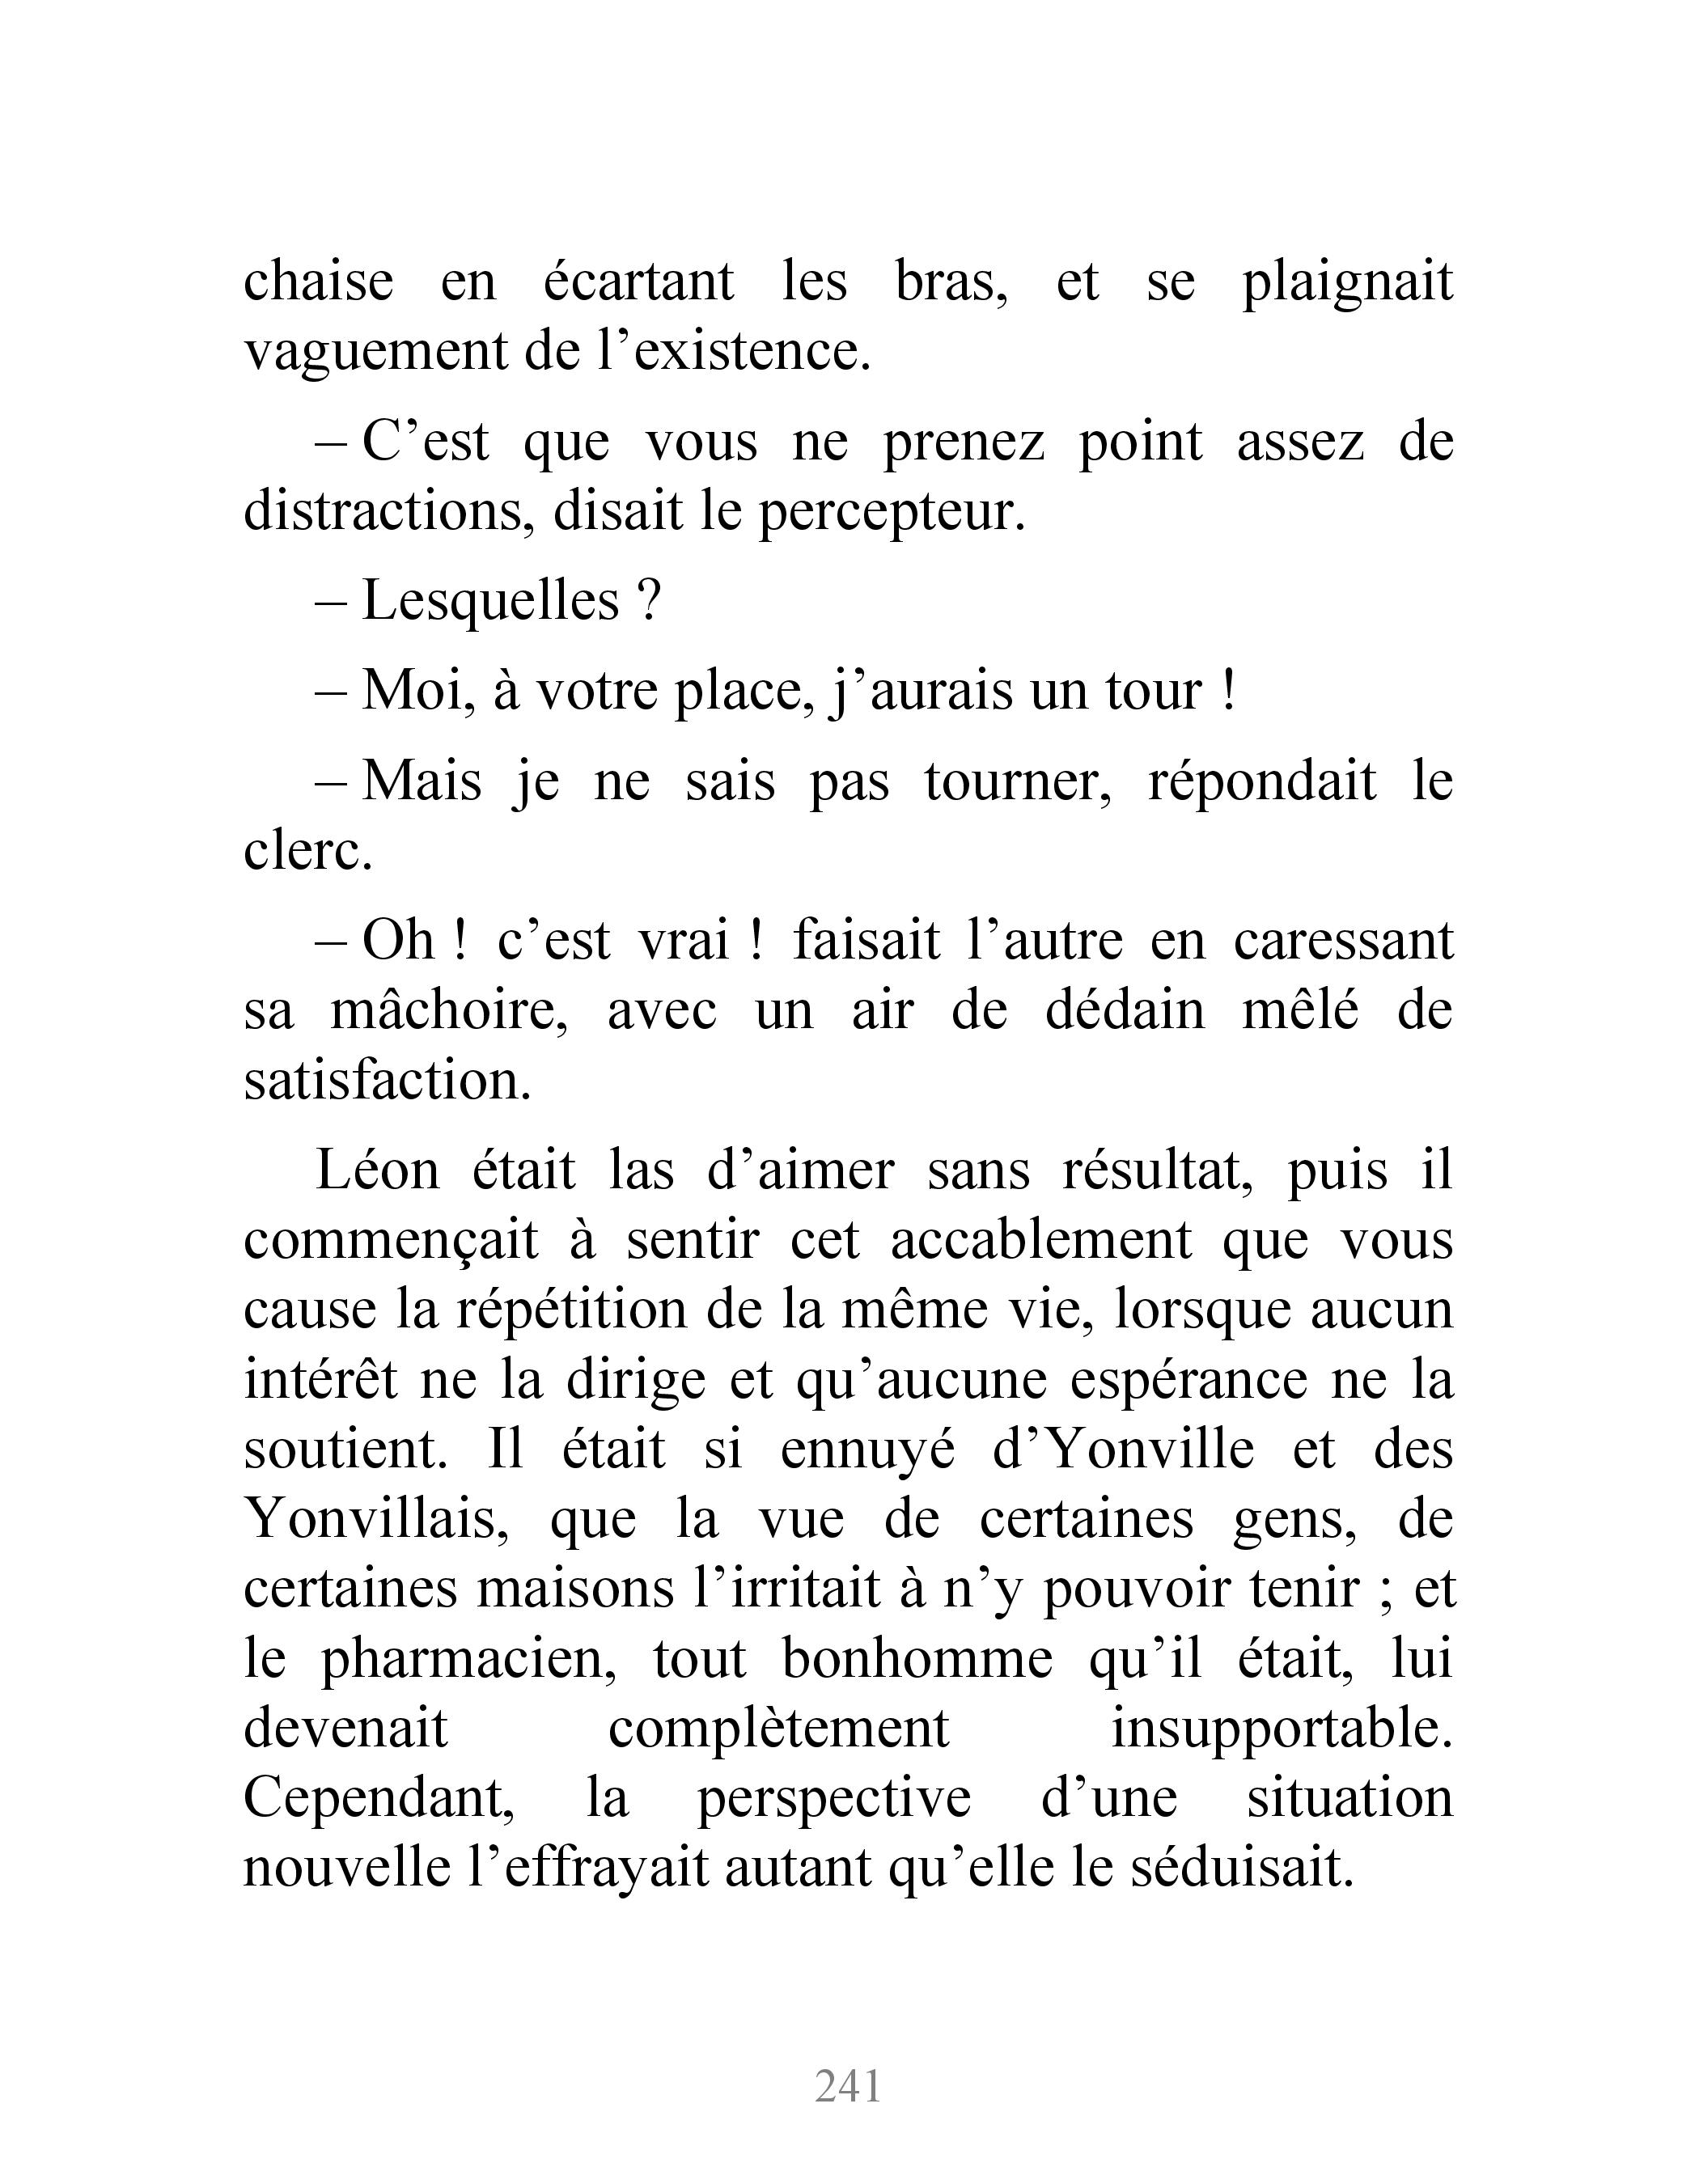 chaise en écartant les bras, et se plaignait
vaguement de l’existence.
– C’est que vous ne prenez point assez de
distractions, disait le percepteur.
– Lesquelles ?
– Moi, à votre place, j’aurais un tour !
– Mais je ne sais pas tourner, répondait le
clerc.
– Oh ! c’est vrai ! faisait l’autre en caressant
sa mâchoire, avec un air de dédain mêlé de
satisfaction.
Léon était las d’aimer sans résultat, puis il
commençait à sentir cet accablement que vous
cause la répétition de la même vie, lorsque aucun
intérêt ne la dirige et qu’aucune espérance ne la
soutient. Il était si ennuyé d’Yonville et des
Yonvillais, que la vue de certaines gens, de
certaines maisons l’irritait à n’y pouvoir tenir ; et
le pharmacien, tout bonhomme qu’il était, lui
devenait complètement insupportable.
Cependant, la perspective d’une situation
nouvelle l’effrayait autant qu’elle le séduisait.
241